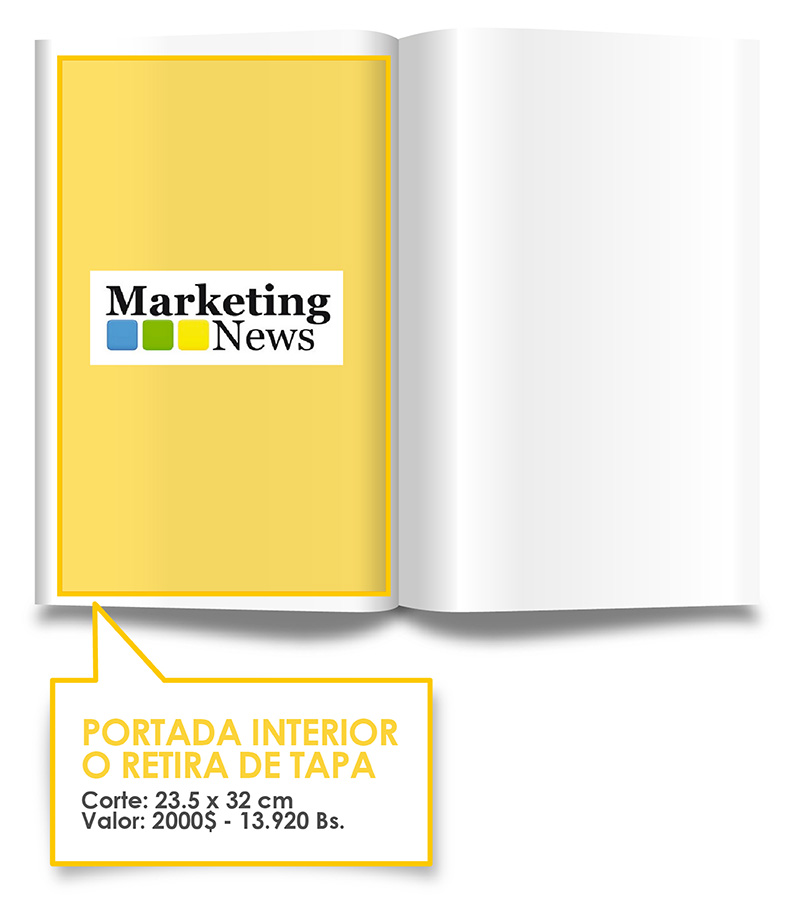 Marketing
News
PORTADA INTERIOR
O RETIRA DE TAPA
Corte: 23.5 x 32 cm
Valor: 2000$ - 13.920 Bs.